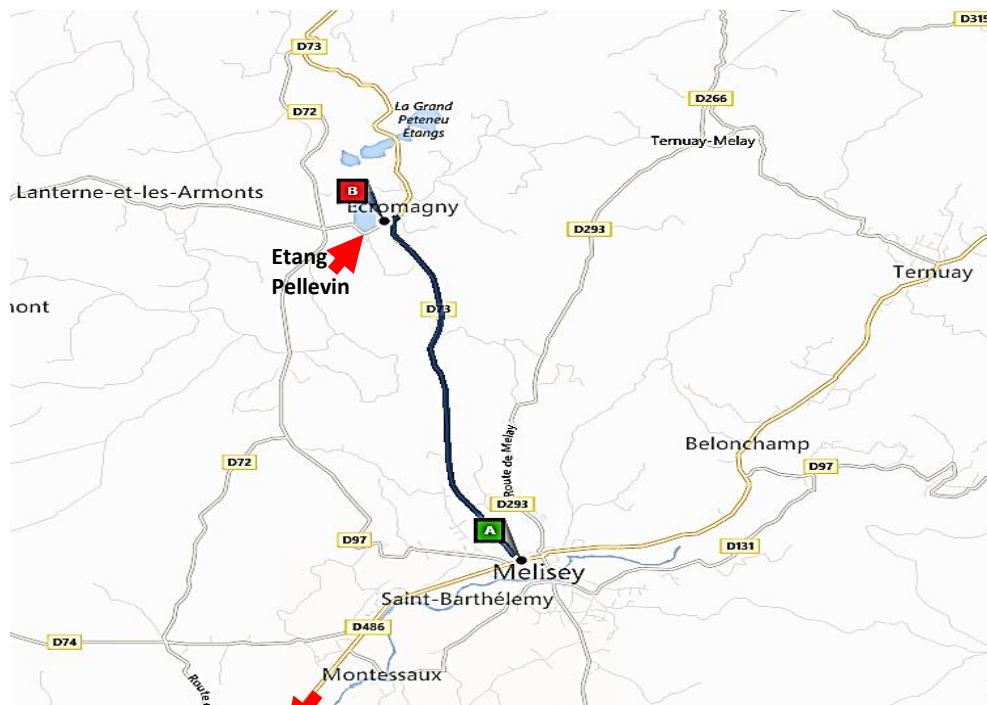 D315
D73
La Grand
Peteneu
Étangs
D72
D266
Ternuay-Melay
Lanterne-et-les-Armonts
B
Ecromagny
D293
Etang
Pellevin
Ternuay
mont
D73
Belonchamp
D72
Route de Melay
D97
D293
A
D97
D131
Melisey
Saint-Barthélemy
D486
D74
Montessaux
Route